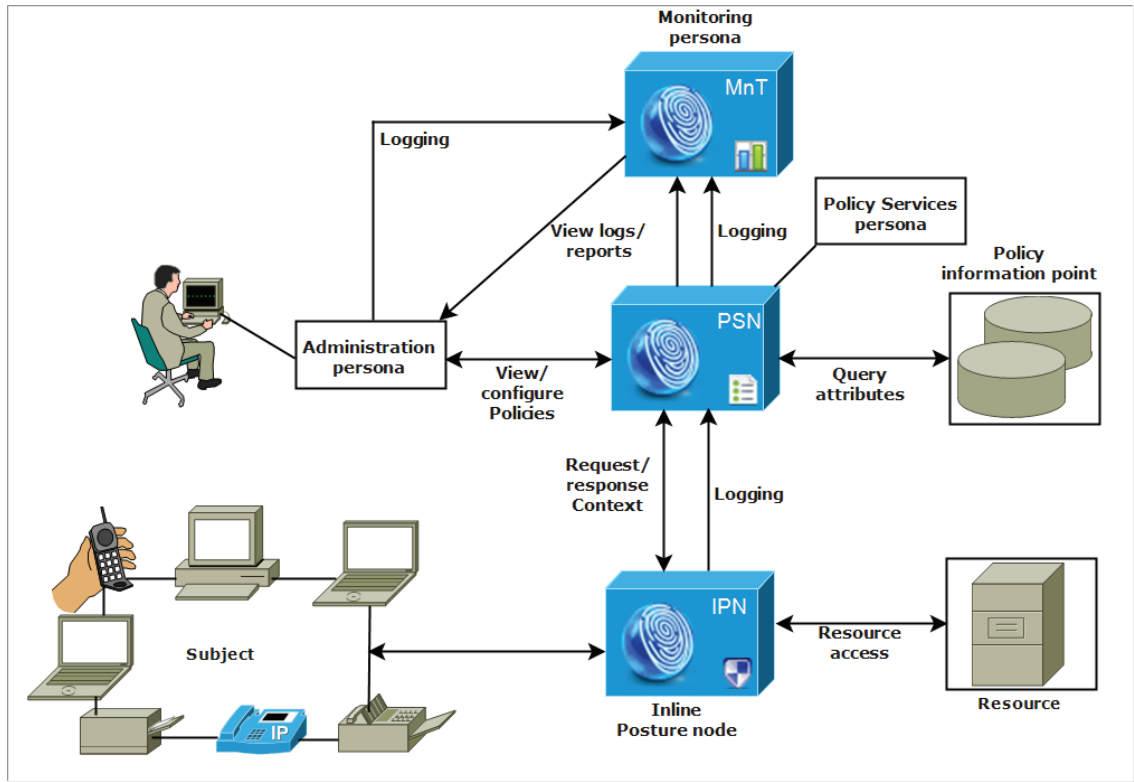 Monitoring
persona
MnT
Logging
Policy Services
persona
View logs/
reports
Logging
Policy
information point
PSN
Administration
persona
View/
configure
Policies
Query
attributes
Request/
response
Context
Logging
IPN
Resource
access
Subject
IP
Inline
Posture node
Resource